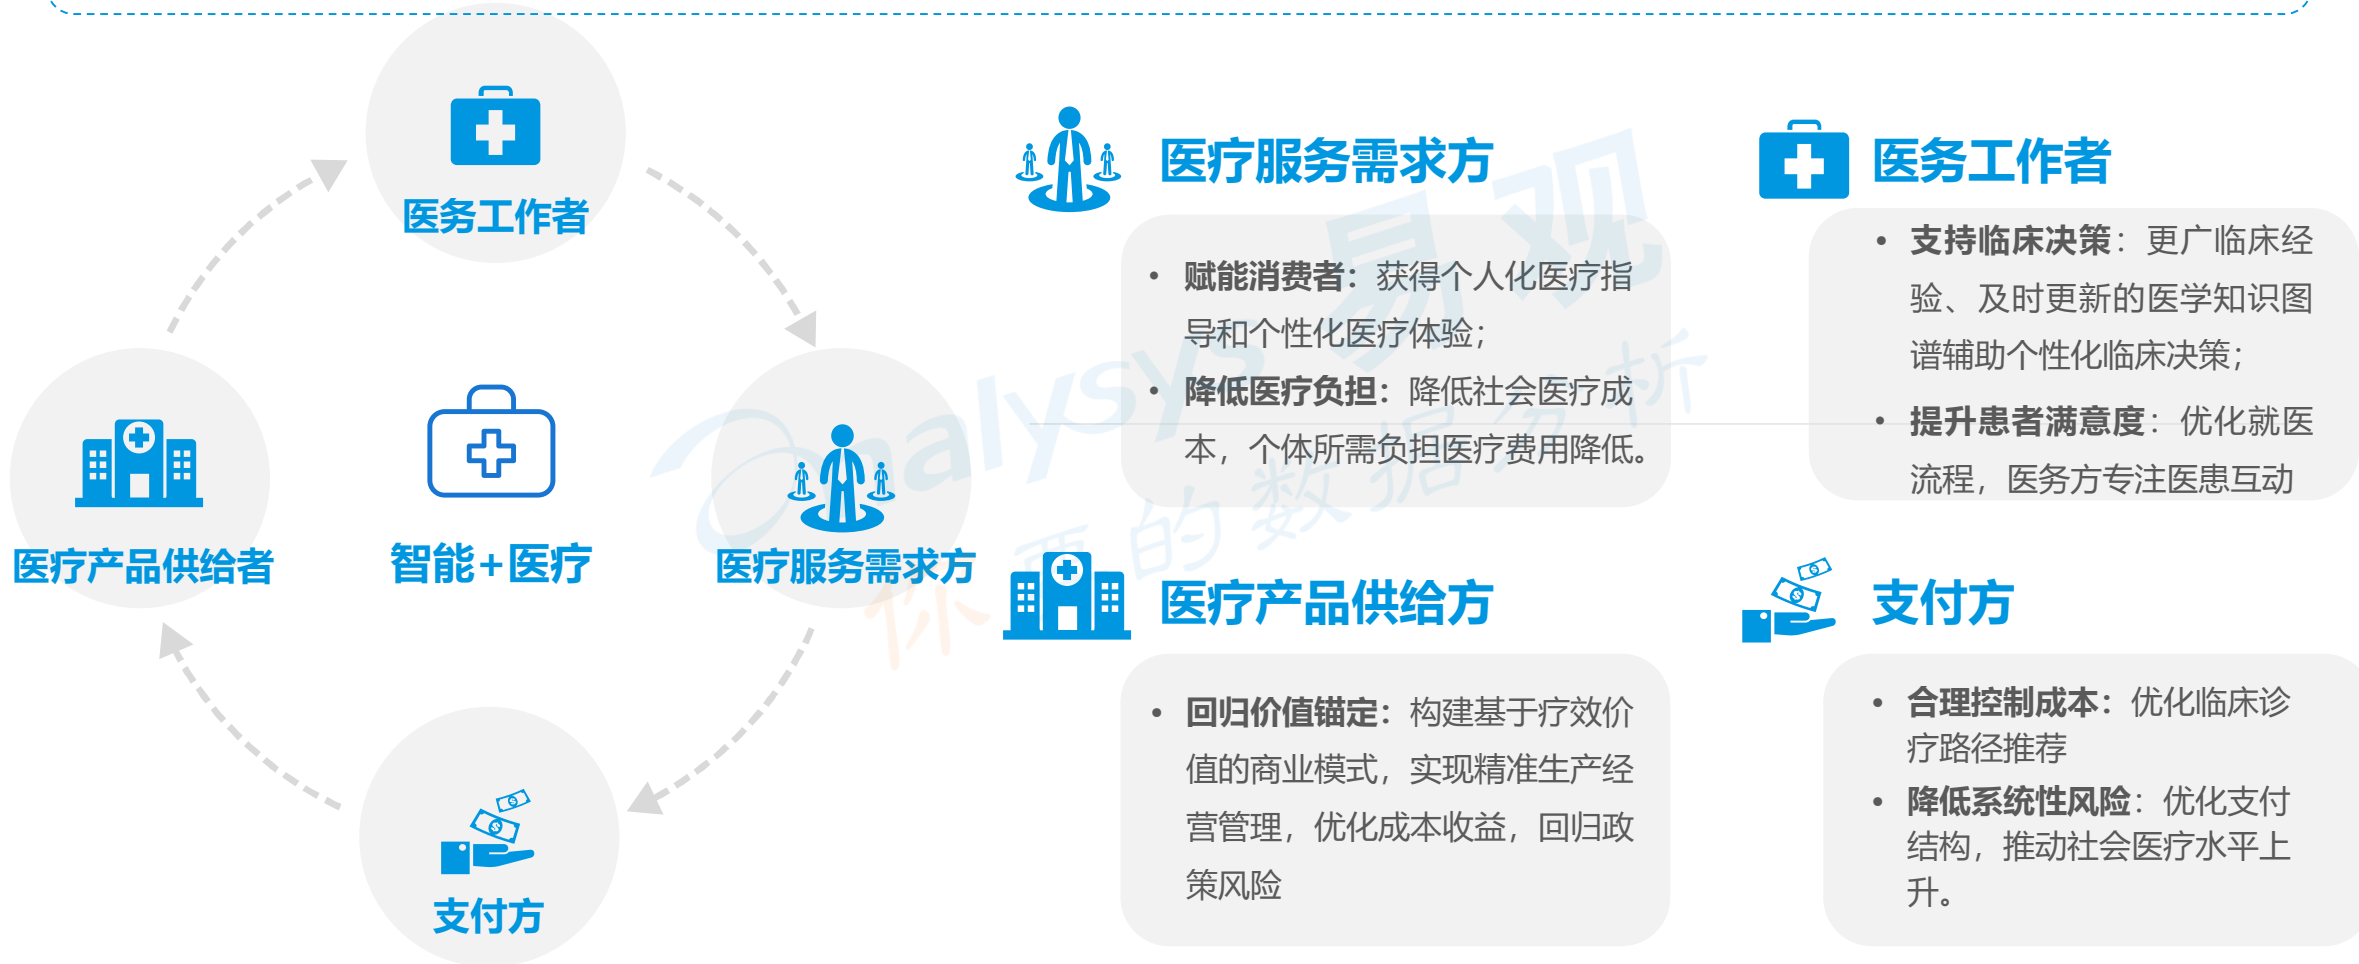 医务工作者
医疗产品供给者
智能+医疗
医疗服务需求方
支付方
医疗服务需求方
• 赋能消费者：获得个人化医疗指
导和个性化医疗体验；
• 降低医疗负担：降低社会医疗成
本，个体所需负担医疗费用降低。
医务工作者
• 支持临床决策：更广临床经
验、及时更新的医学知识图
谱辅助个性化临床决策；
• 提升患者满意度：优化就医
流程，医务方专注医患互动
医疗产品供给方
• 回归价值锚定：构建基于疗效价
值的商业模式，实现精准生产经
营管理，优化成本收益，回归政
策风险
支付方
• 合理控制成本：优化临床诊
疗路径推荐
• 降低系统性风险：优化支付
结构，推动社会医疗水平上
升。
analysys 易观
你要的数据分析